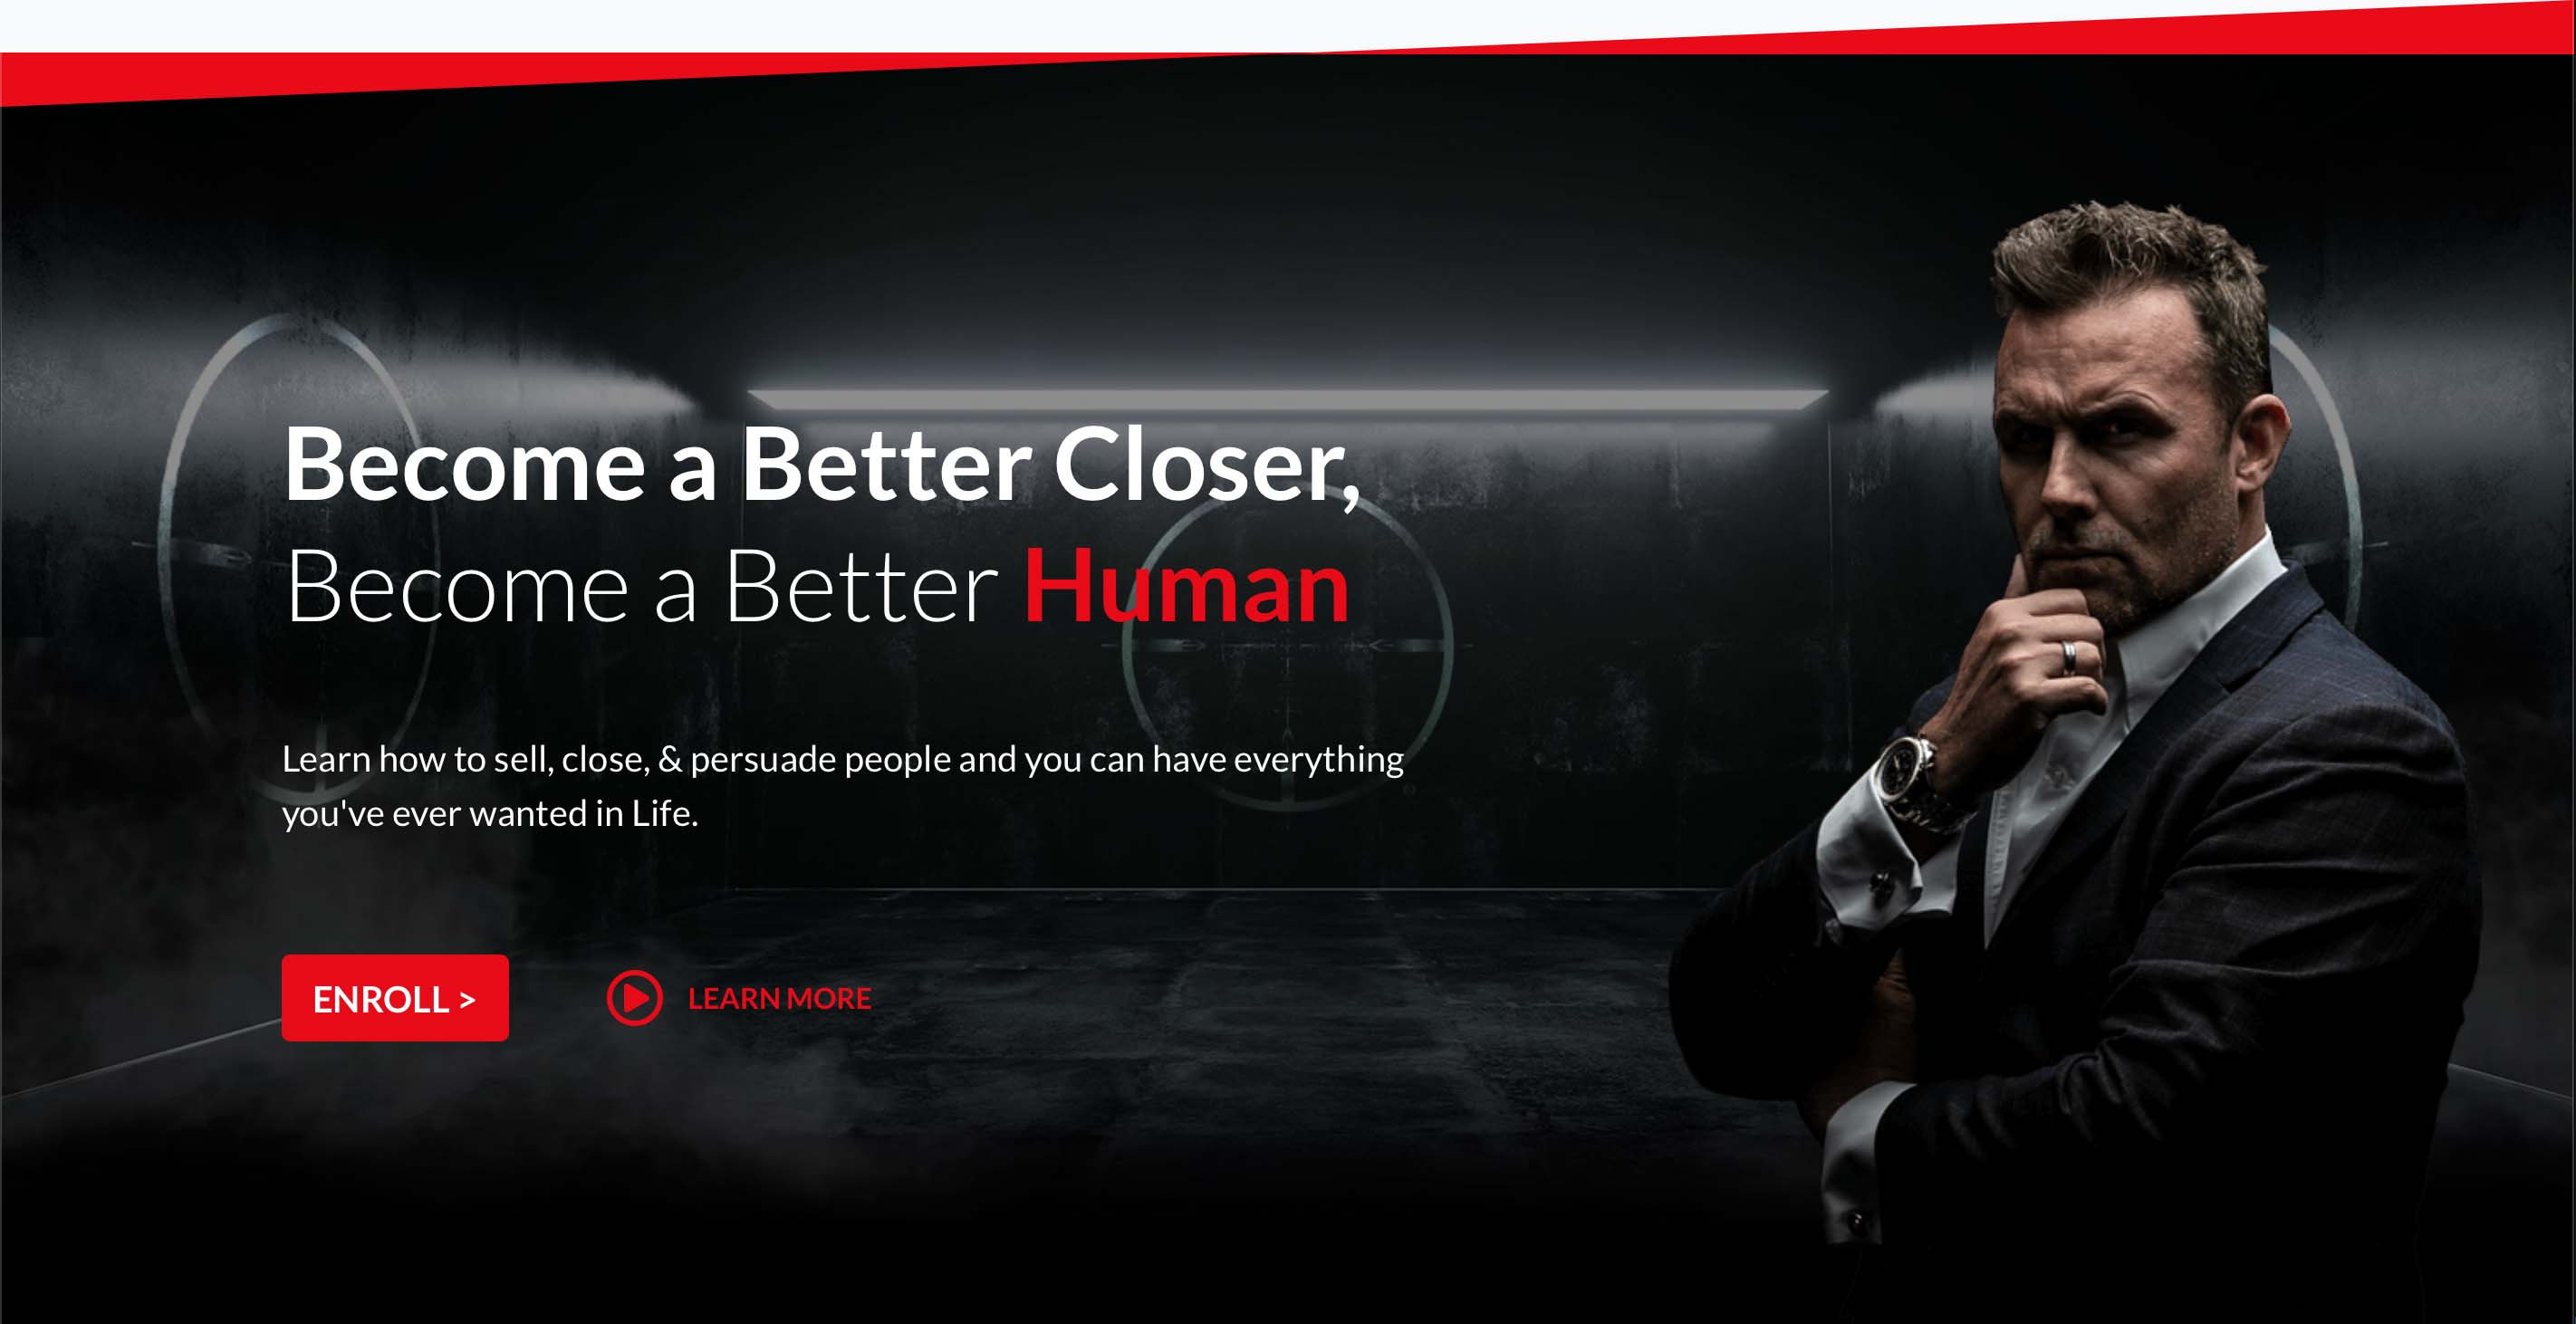 Become a Better Closer,
Become a Better Human
Learn how to sell, close, & persuade people and you can have everything
you've ever wanted in Life.
ENROLL >
LEARN MORE